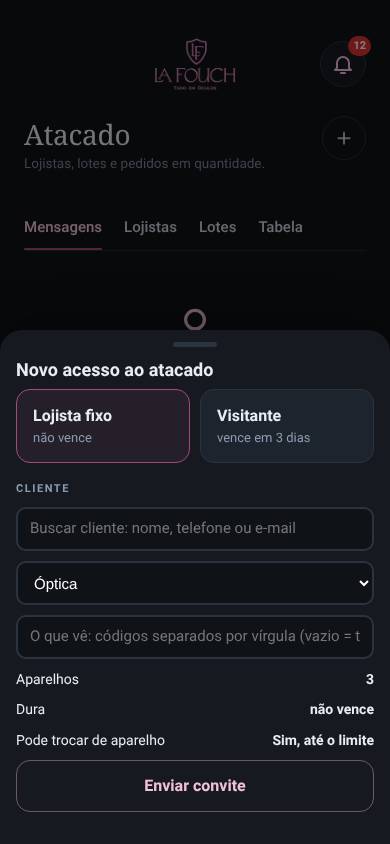 LA FOUCH
12
Atacado
Lojistas, lotes e pedidos em quantidade.
+
Mensagens Lojistas Lotes Tabela
Novo acesso ao atacado
Lojista fixo
não vence
Visitante
vence em 3 dias
CLIENTE
Buscar cliente: nome, telefone ou e-mail
Óptica
O que vê: códigos separados por vírgula (vazio = t
Aparelhos 3
Dura não vence
Pode trocar de aparelho Sim, até o limite
Enviar convite